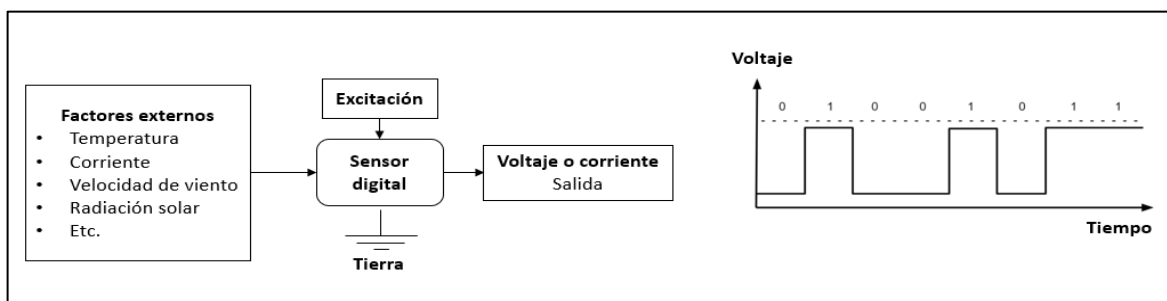 Factores externos
• Temperatura
• Corriente
• Velocidad de viento
• Radiación solar
• Etc.
Excitación
Sensor
digital
Tierra
Voltaje o corriente
Salida
Voltaje
0 1 0 0 1 0 1 1
Tiempo